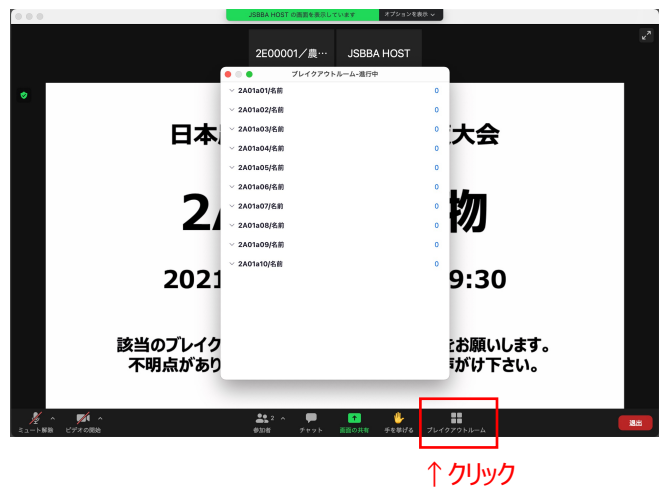 JSBBA HOST の画面を表示しています
オプションを表示
2E00001／農…
JSBBA HOST
ブレイクアウトルーム-進行中
2A01a01/名前 0
2A01a02/名前 0
2A01a03/名前 0
2A01a04/名前 0
2A01a05/名前 0
2A01a06/名前 0
2A01a07/名前 0
2A01a08/名前 0
2A01a09/名前 0
2A01a10/名前 0
日本
大会
2
物
2021
9:30
該当のブレイク
お願いします。
不明点があり
がけ下さい。
ミュート解除
ビデオの開始
2
参加者
チャット
画面の共有
手を挙げる
ブレイクアウトルーム
退出
↑クリック